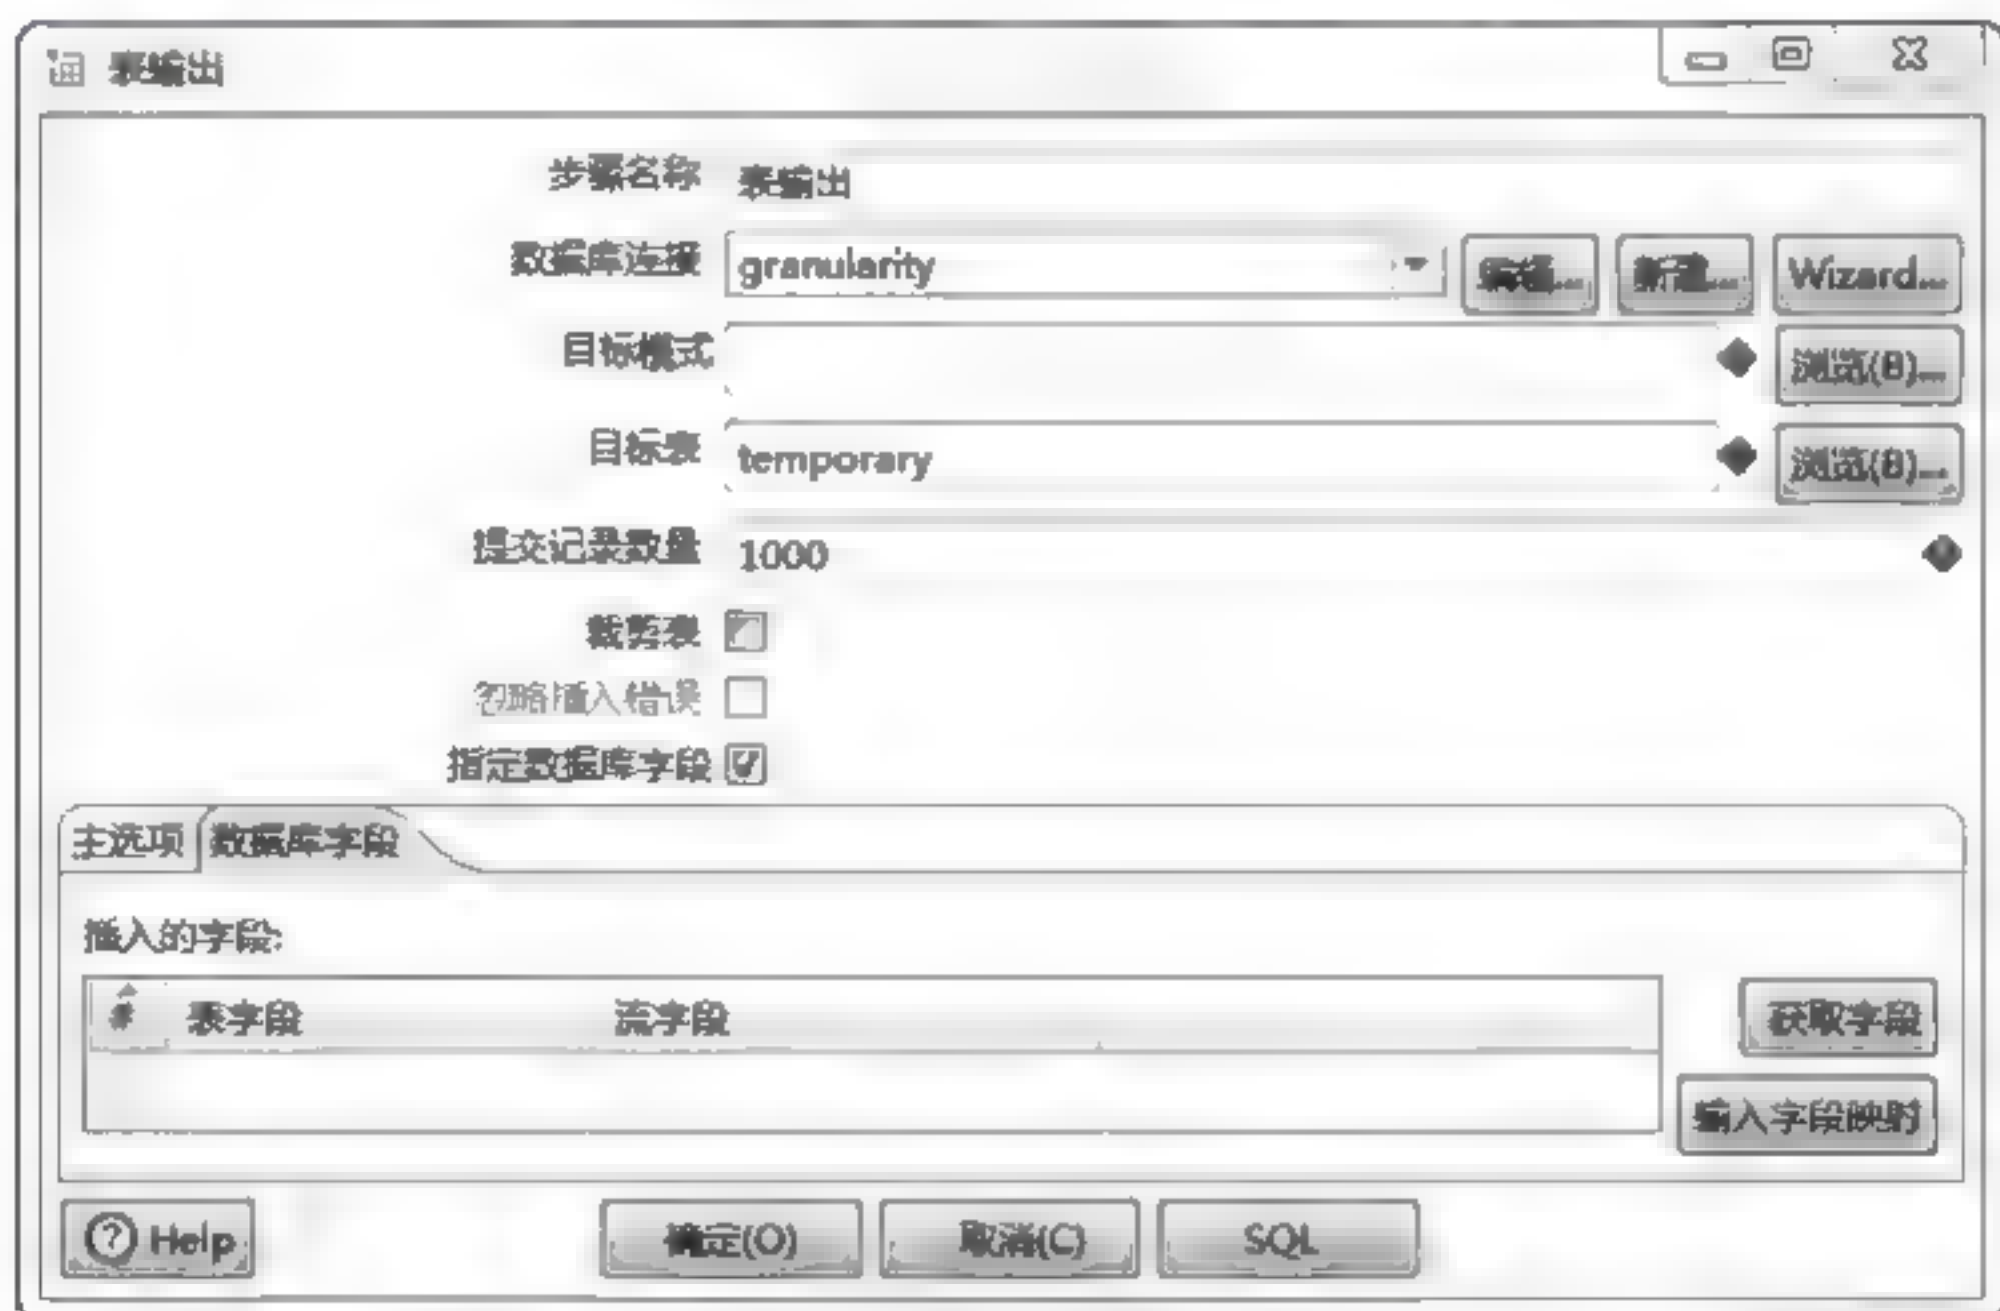 表输出
步骤名称 表输出
数据库连接 granularity 编辑... 新建... Wizard...
目标模式 浏览(B)...
目标表 temporary 浏览(B)...
提交记录数量 1000
裁剪表
忽略插入错误
指定数据库字段
主选项 数据库字段
插入的字段:
# 表字段 流字段 获取字段
输入字段映射
Help 确定(O) 取消(C) SQL